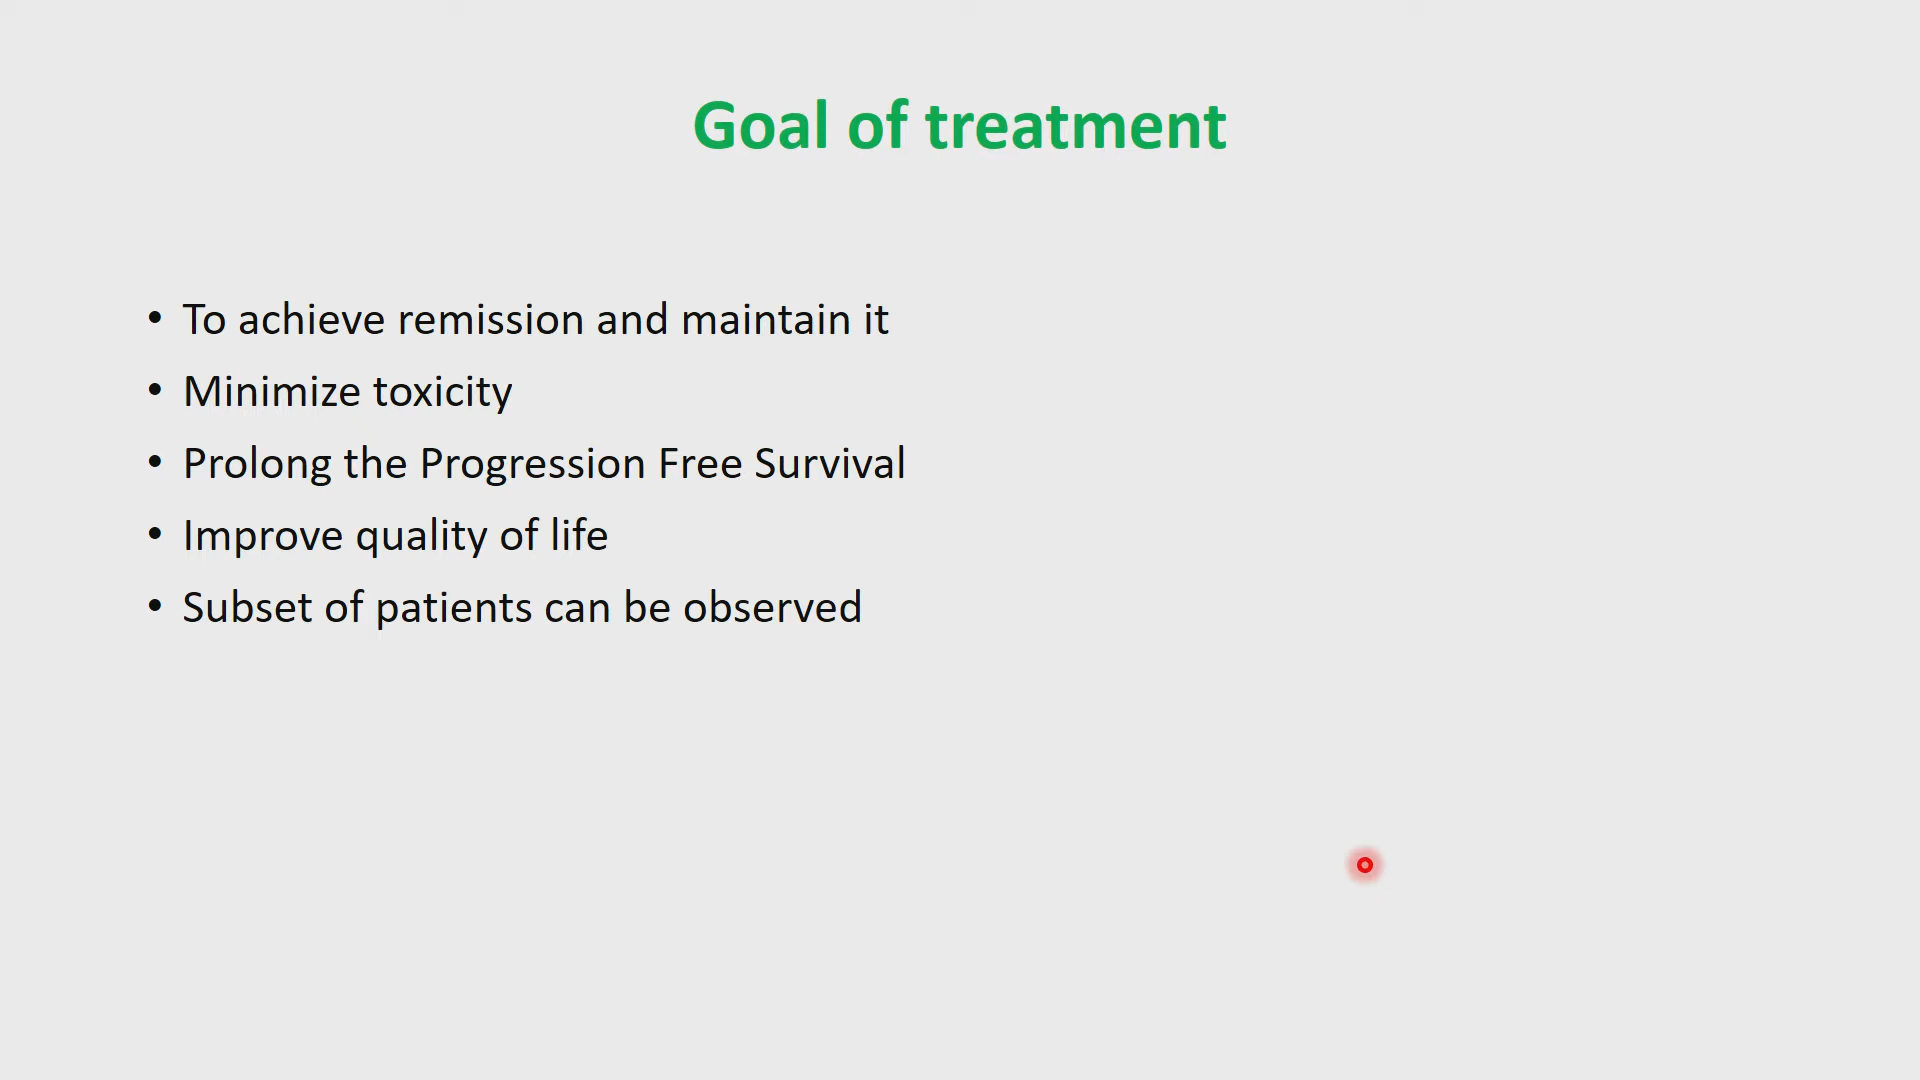 Goal of treatment
• To achieve remission and maintain it
• Minimize toxicity
• Prolong the Progression Free Survival
• Improve quality of life
• Subset of patients can be observed